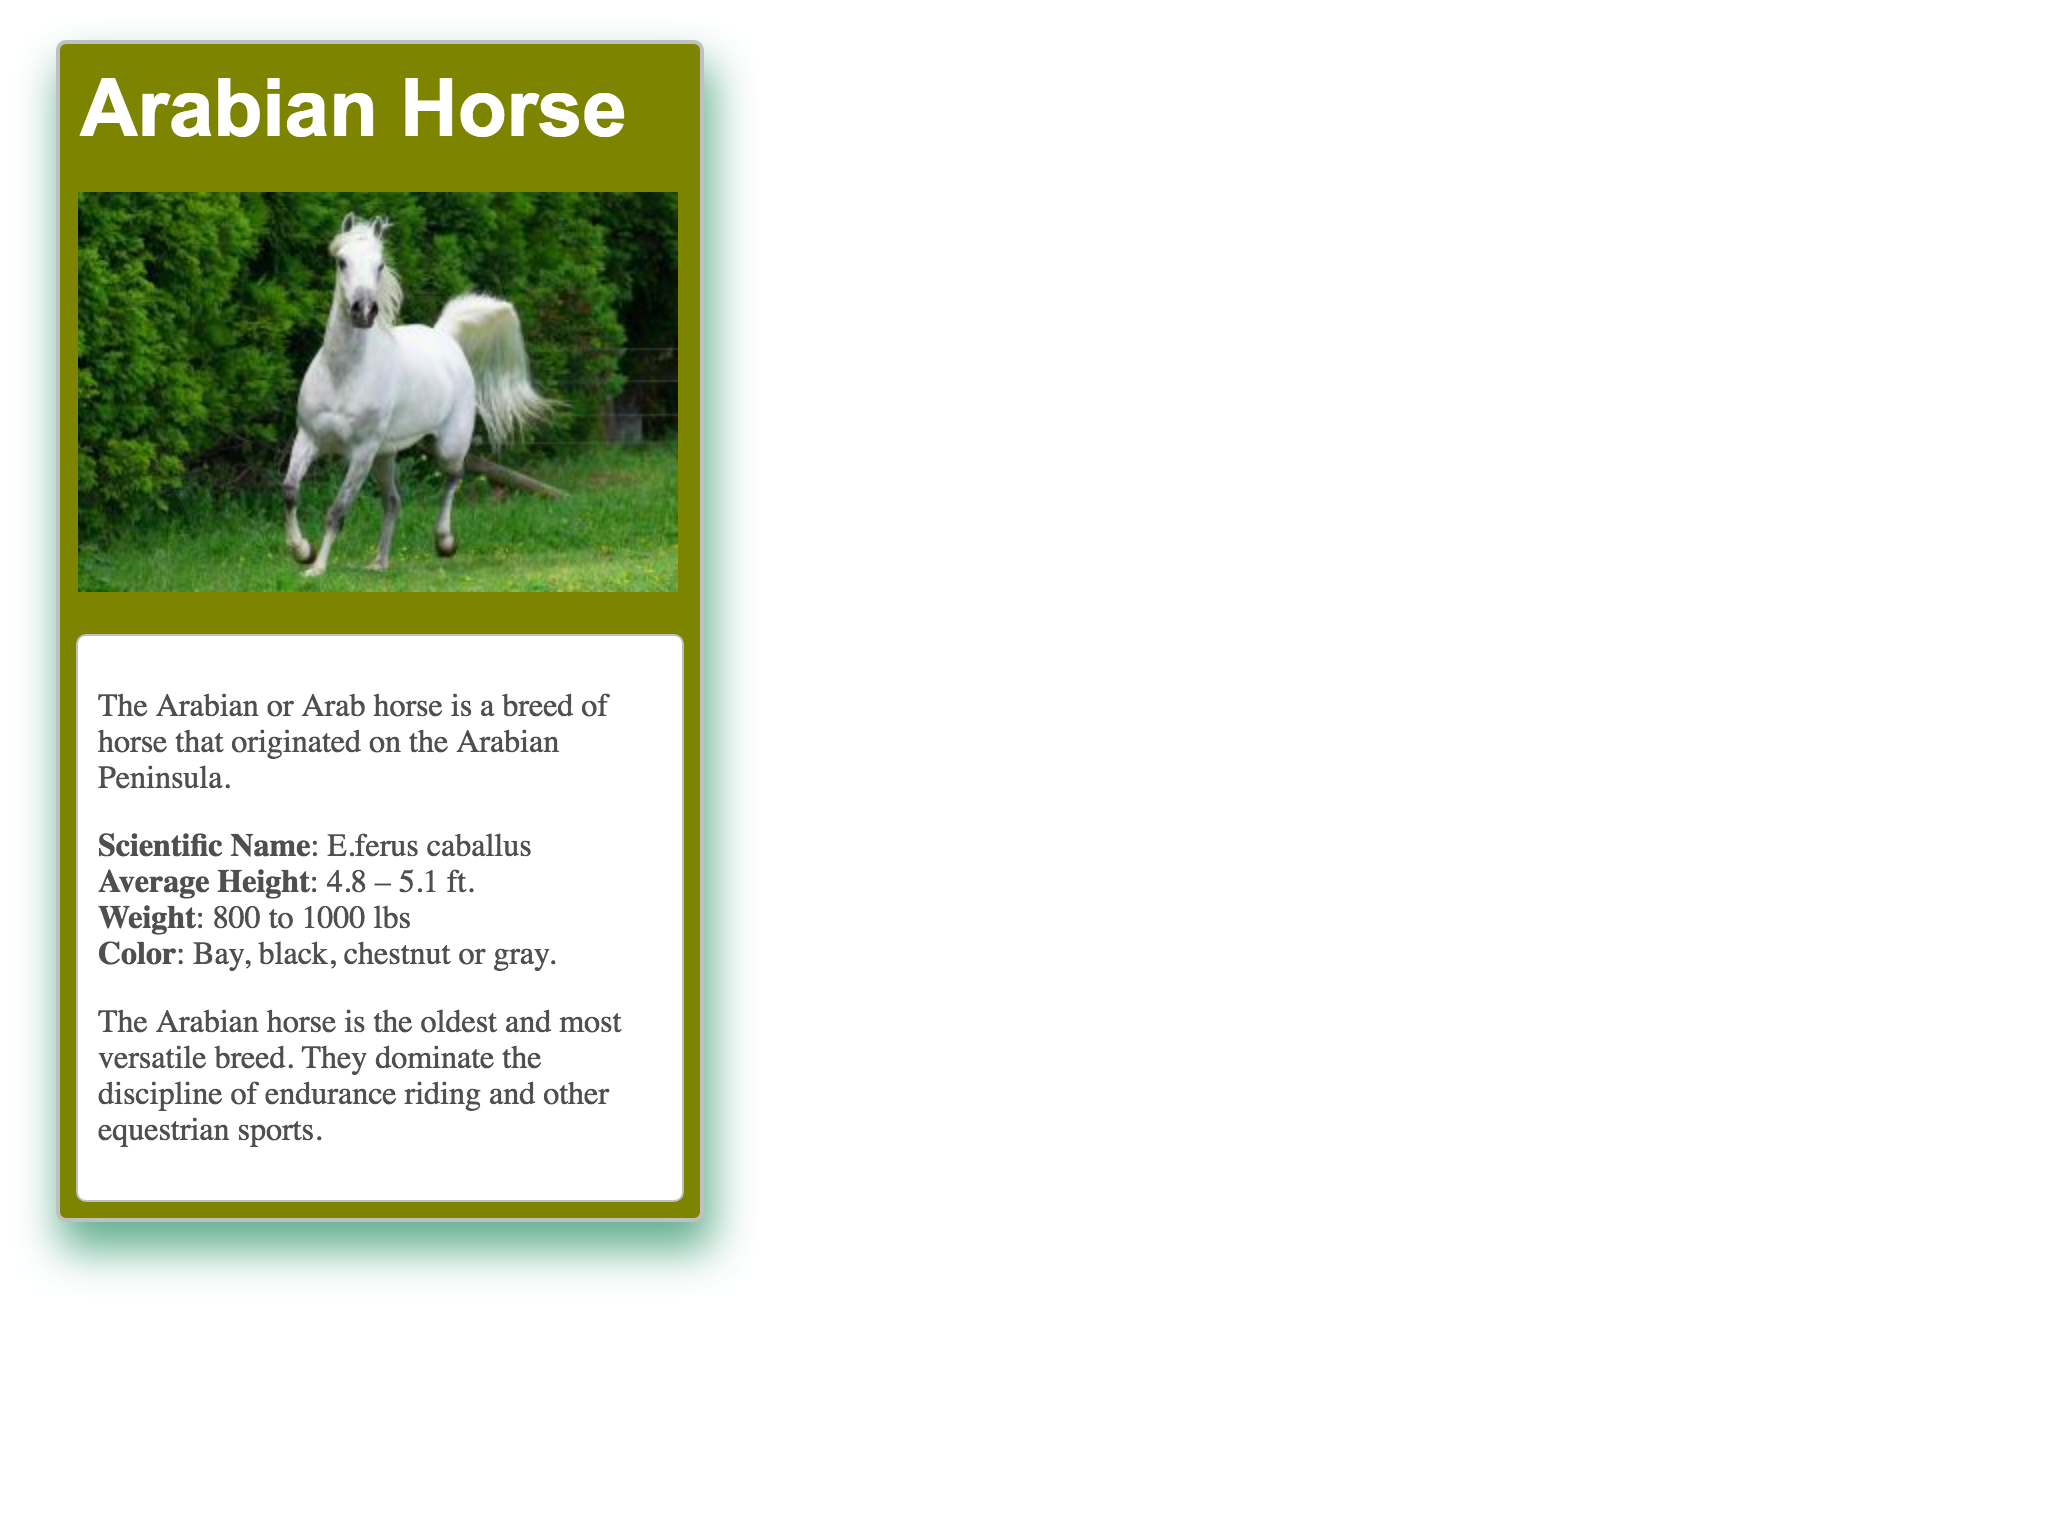 Arabian Horse
The Arabian or Arab horse is a breed of
horse that originated on the Arabian
Peninsula.
Scientific Name: E.ferus caballus
Average Height: 4.8 – 5.1 ft.
Weight: 800 to 1000 lbs
Color: Bay, black, chestnut or gray.
The Arabian horse is the oldest and most
versatile breed. They dominate the
discipline of endurance riding and other
equestrian sports.